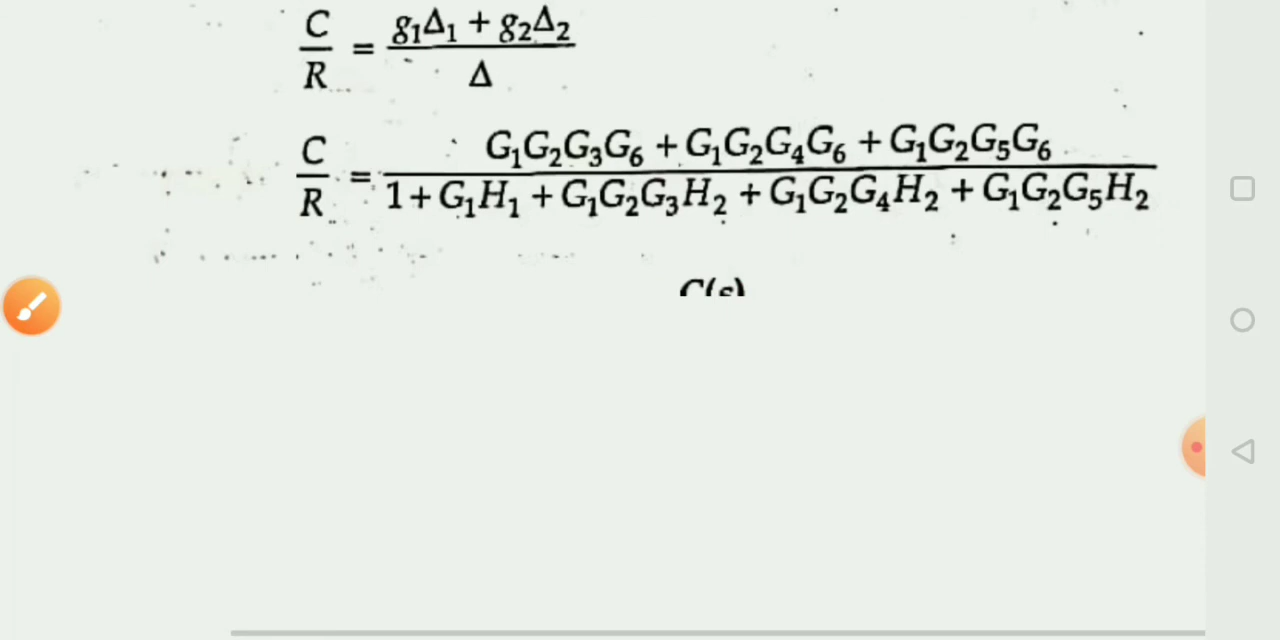 C/R = (g₁Δ₁ + g₂Δ₂)/Δ
C/R = (G₁G₂G₃G₆ + G₁G₂G₄G₆ + G₁G₂G₅G₆)/(1 + G₁H₁ + G₁G₂G₃H₂ + G₁G₂G₄H₂ + G₁G₂G₅H₂)
C(s)